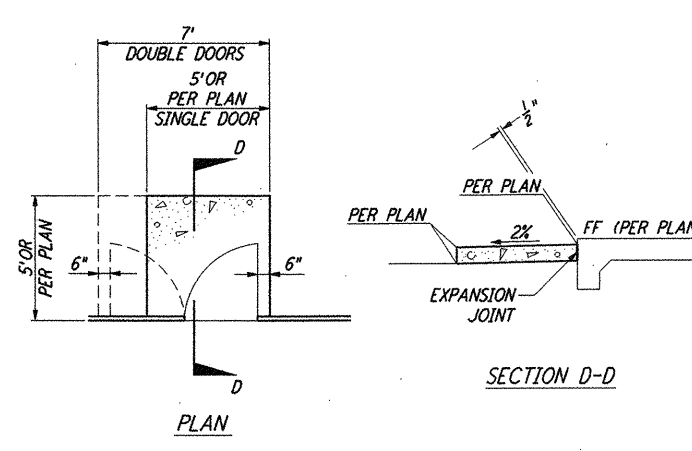 7'
DOUBLE DOORS
5' OR
PER PLAN
SINGLE DOOR
D
5' OR
PER PLAN
6"
6"
D
PLAN
1/2"
PER PLAN
PER PLAN
2%
FF (PER PLAN
EXPANSION
JOINT
SECTION D-D